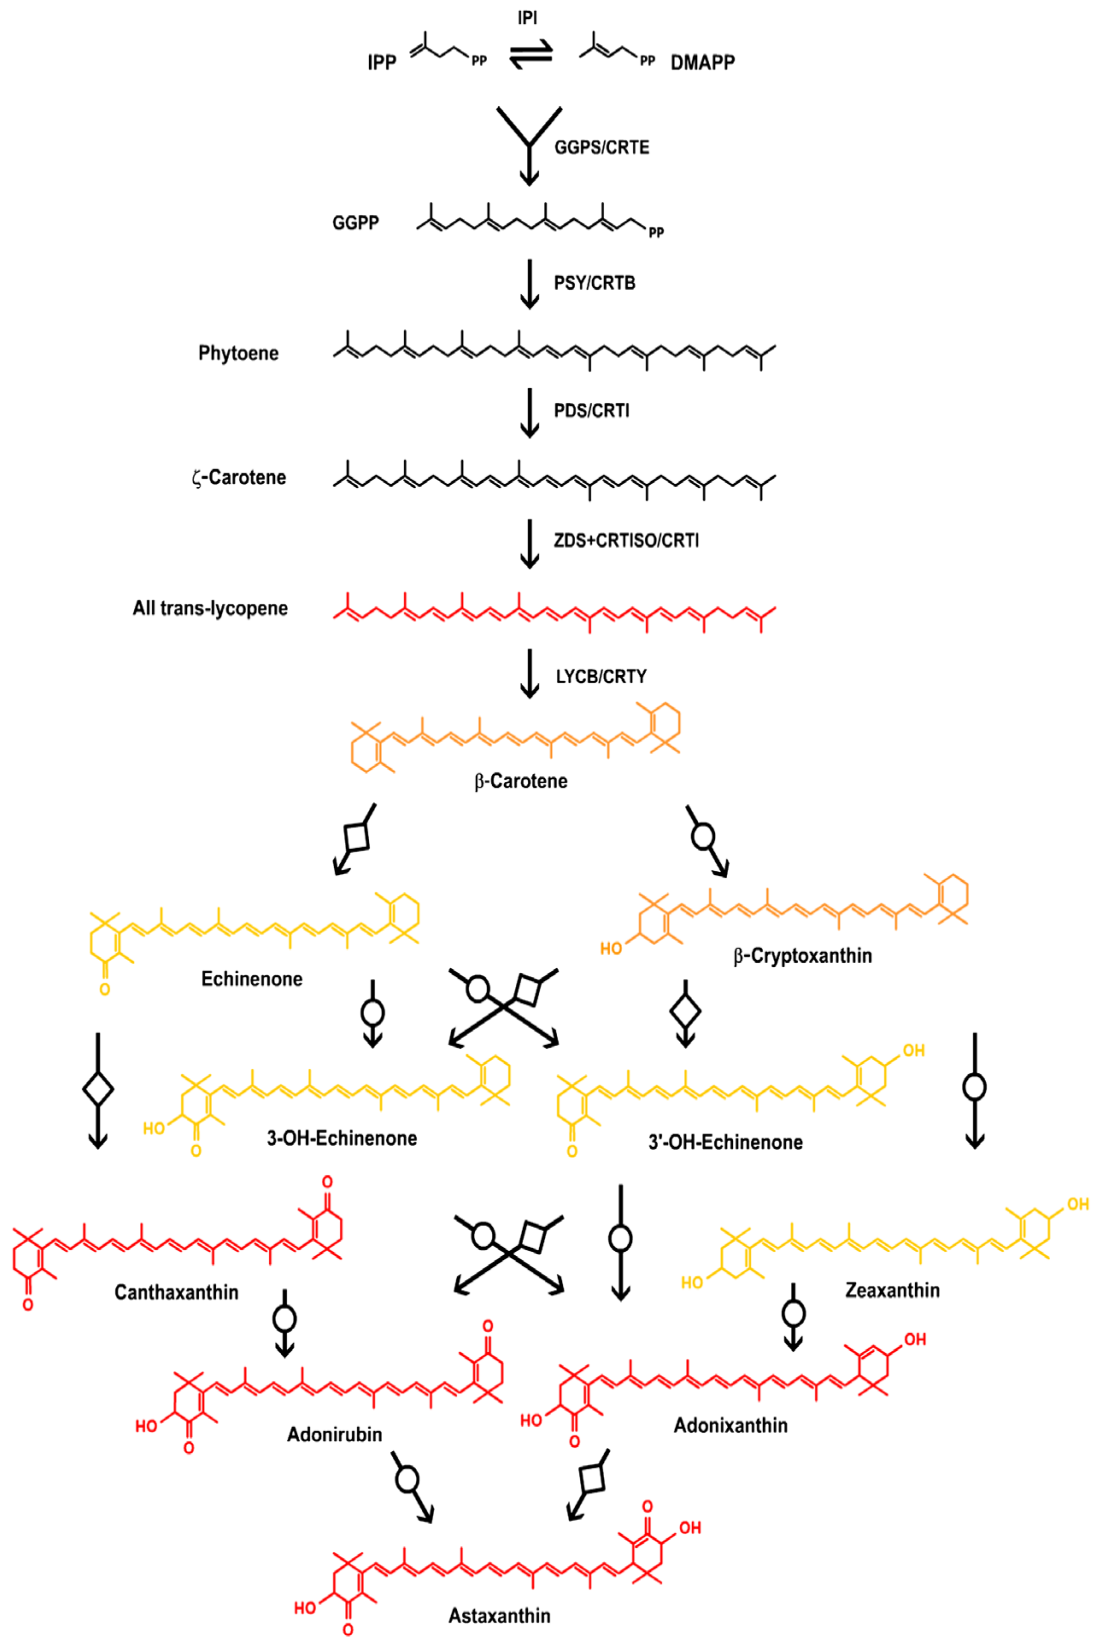 IPI
IPP PP PP DMAPP
GGPS/CRTE
GGPP PP
PSY/CRTB
Phytoene
PDS/CRTI
ζ-Carotene
ZDS+CRTISO/CRTI
All trans-lycopene
LYCB/CRTY
β-Carotene
HO
β-Cryptoxanthin
O
Echinenone
OH
HO
O
3-OH-Echinenone
O
3'-OH-Echinenone
O
OH
O
Canthaxanthin
HO
Zeaxanthin
O
OH
HO
O
Adonirubin
HO
O
Adonixanthin
O
OH
HO
O
Astaxanthin